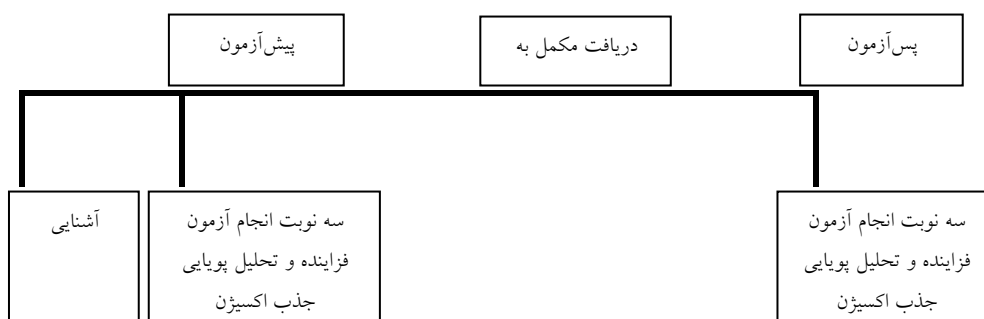 پیش‌آزمون
دریافت مکمل به
پس‌آزمون
آشنایی
سه نوبت انجام آزمون
فزاینده و تحلیل پویایی
جذب اکسیژن
سه نوبت انجام آزمون
فزاینده و تحلیل پویایی
جذب اکسیژن